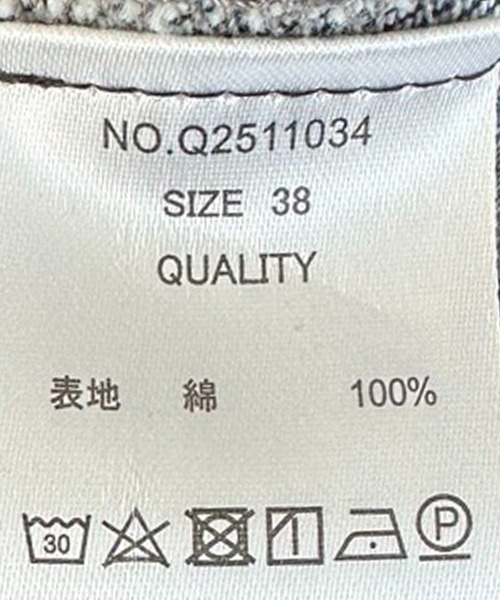 NO.Q2511034
SIZE 38
QUALITY
表地 綿 100%
30 P